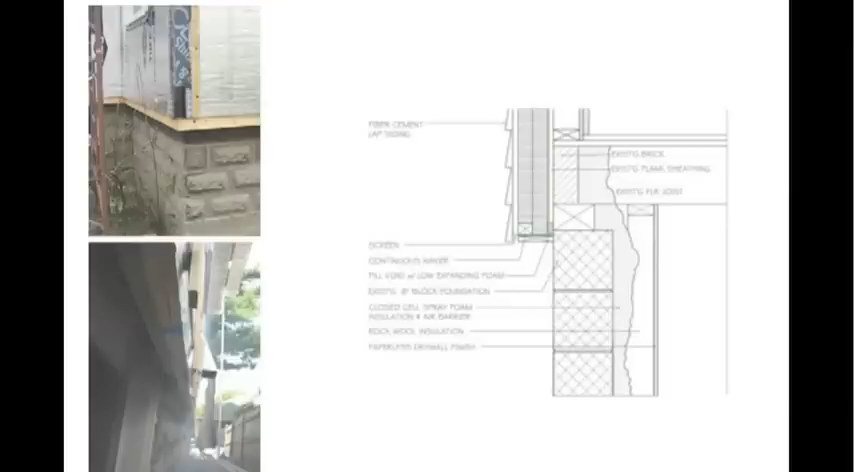 FIBER CEMENT
LAP SIDING
EXIST'G BRICK
EXIST'G PLANK SHEATHING
EXIST'G FLR JOIST
SCREEN
CONTINUOUS
FILL VOID w/ LOW EXPANDING FOAM
EXIST'G 8" BLOCK FOUNDATION
CLOSED CELL SPRAY FOAM
INSULATION & AIR BARRIER
ROCK WOOL INSULATION
PAPERLESS DRYWALL FINISH